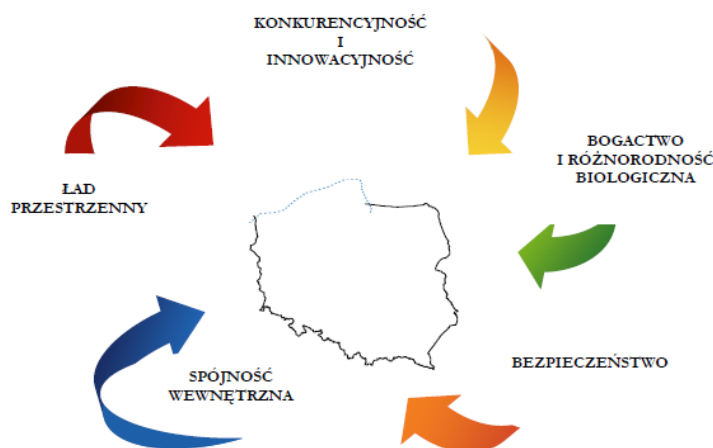 KONKURENCYJNOŚĆ
I
INNOWACYJNOŚĆ
BOGACTWO
I RÓŻNORODNOŚĆ
BIOLOGICZNA
ŁAD
PRZESTRZENNY
BEZPIECZEŃSTWO
SPÓJNOŚĆ
WEWNĘTRZNA